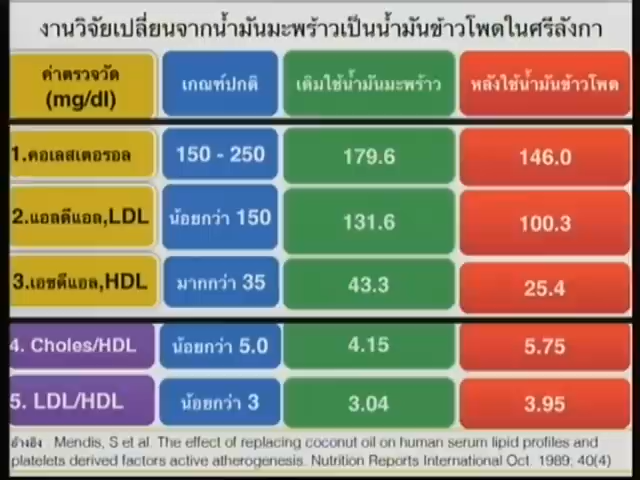 งานวิจัยเปลี่ยนจากน้ำมันมะพร้าวเป็นน้ำมันข้าวโพดในศรีลังกา
ค่าตรวจวัด (mg/dl) เกณฑ์ปกติ เดิมใช้น้ำมันมะพร้าว หลังใช้น้ำมันข้าวโพด
1.คอเลสเตอรอล 150 - 250 179.6 146.0
2.แอลดีแอล,LDL น้อยกว่า 150 131.6 100.3
3.เอชดีแอล,HDL มากกว่า 35 43.3 25.4
4. Choles/HDL น้อยกว่า 5.0 4.15 5.75
5. LDL/HDL น้อยกว่า 3 3.04 3.95
อ้างอิง : Mendis, S et al. The effect of replacing coconut oil on human serum lipid profiles and
platelets derived factors active atherogenesis. Nutrition Reports International Oct. 1989; 40(4)